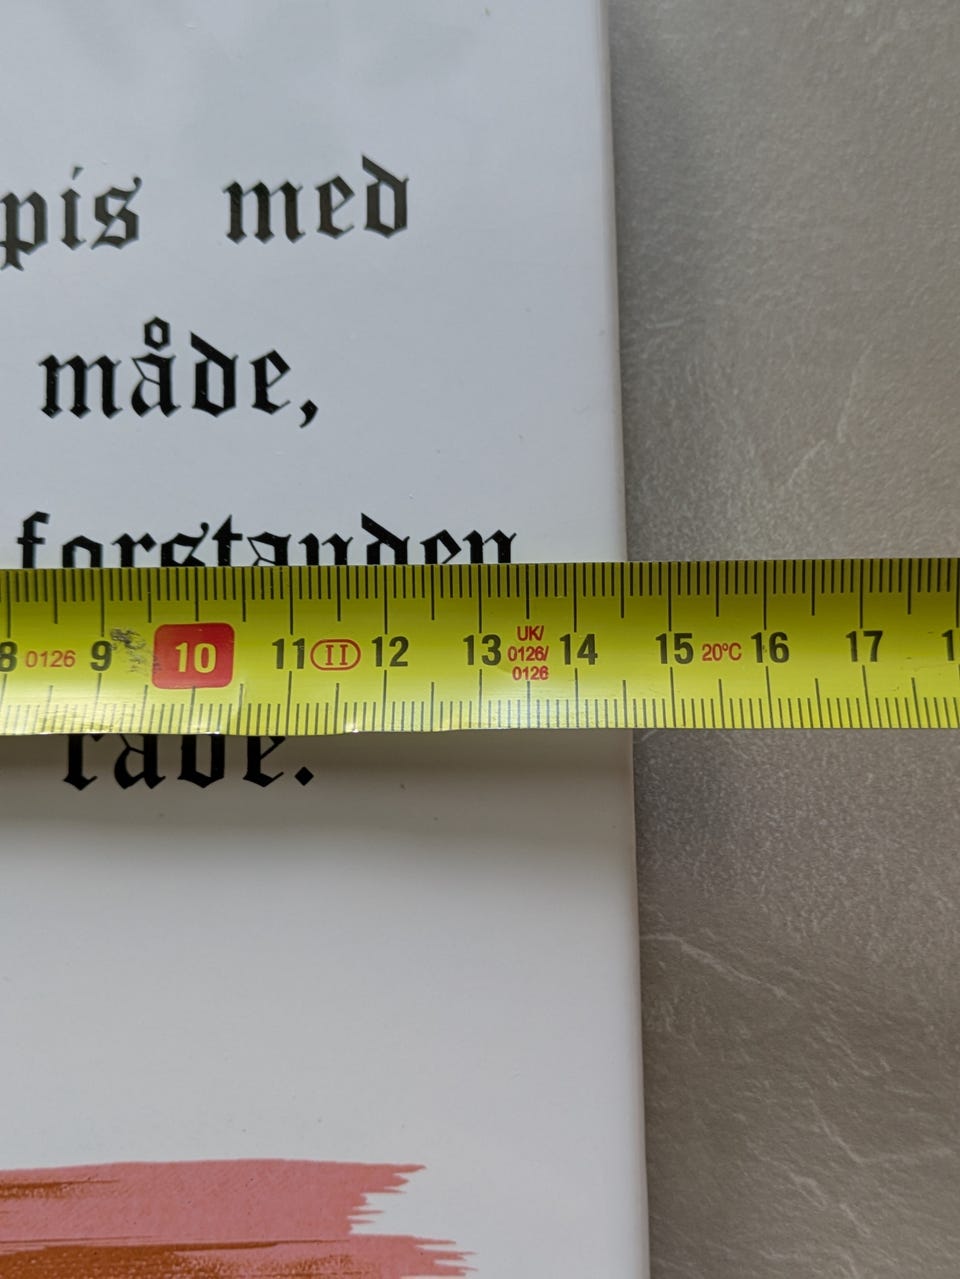 pis med
måde,
forstanden
8 0126 9 10 11 II 12 13 UK/ 0126/ 0126 14 15 20°C 16 17
råde.